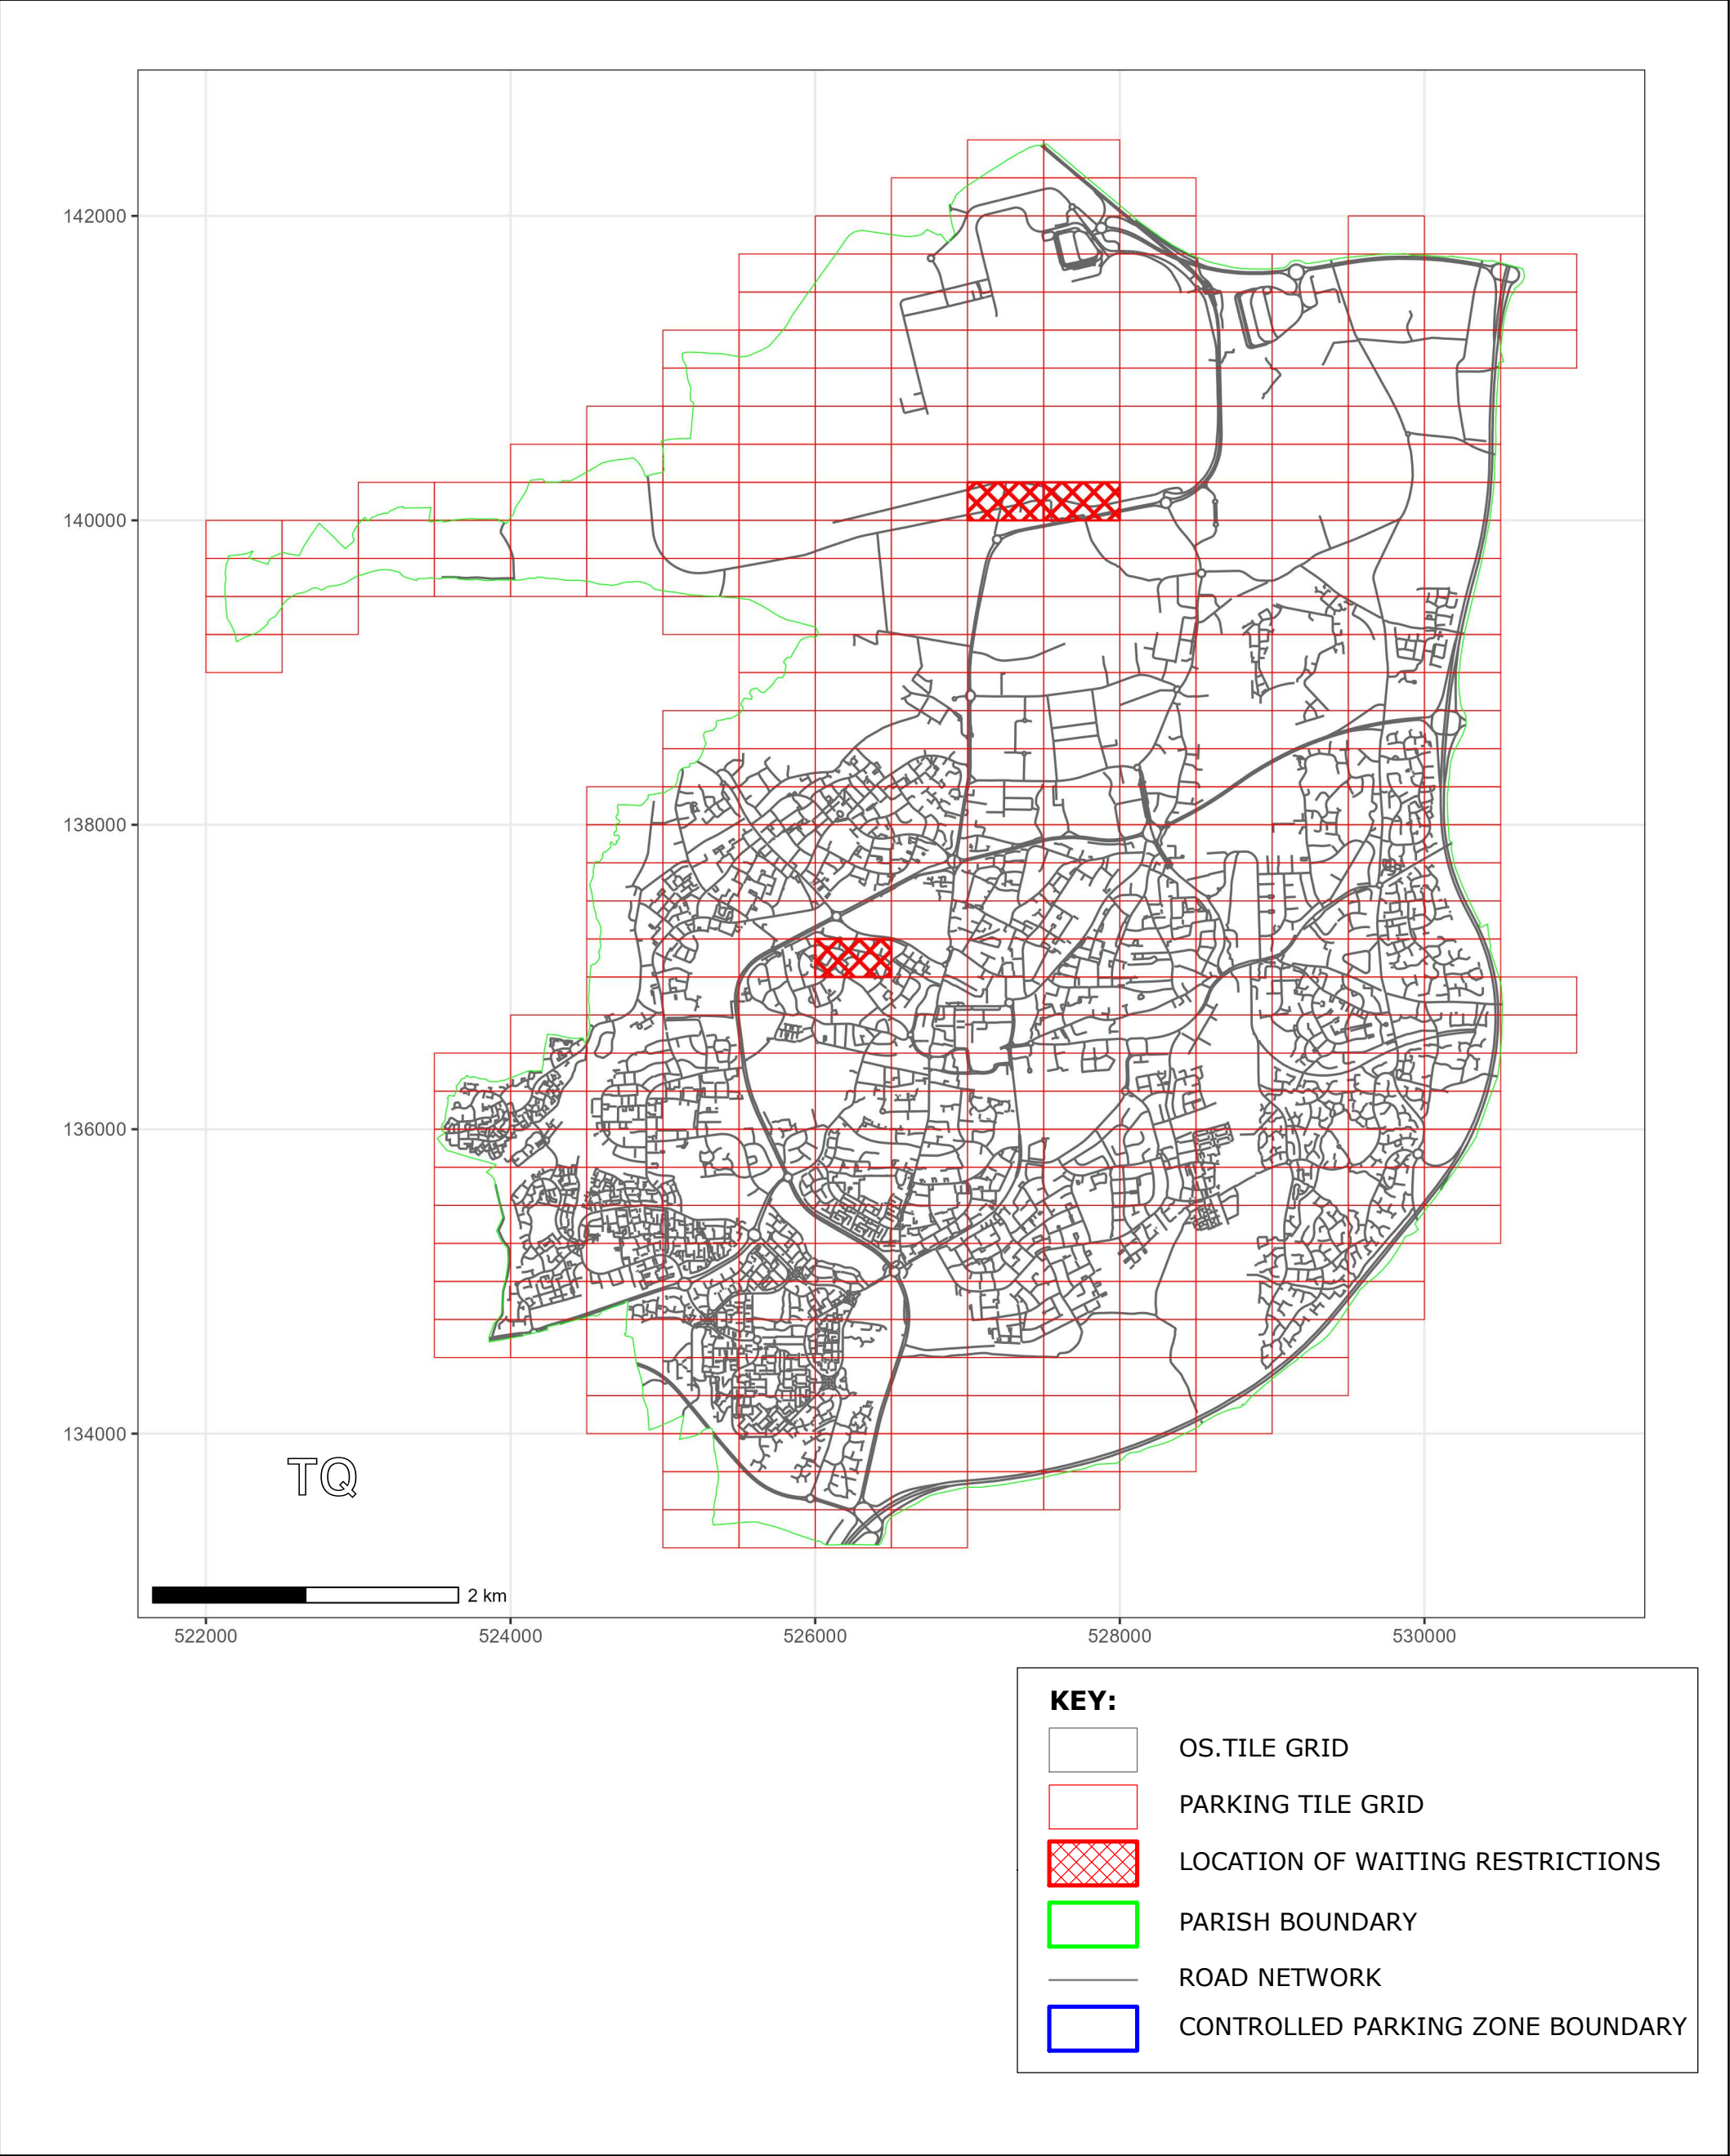 142000
140000
138000
136000
134000
TQ
2 km
522000 524000 526000 528000 530000
KEY:
OS.TILE GRID
PARKING TILE GRID
LOCATION OF WAITING RESTRICTIONS
PARISH BOUNDARY
ROAD NETWORK
CONTROLLED PARKING ZONE BOUNDARY